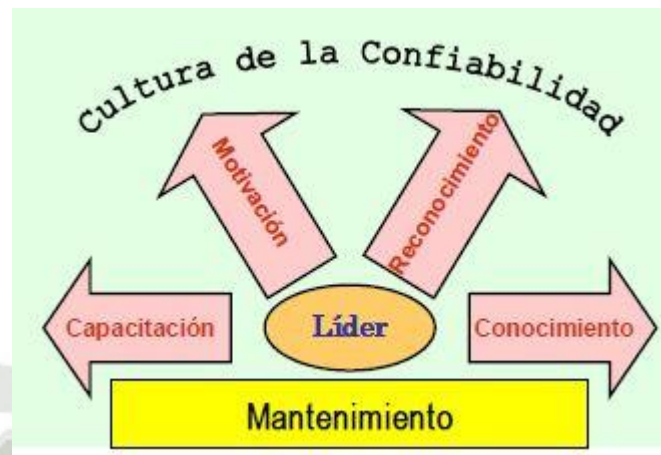 Cultura de la Confiabilidad
Motivación
Reconocimiento
Capacitación
Líder
Conocimiento
Mantenimiento